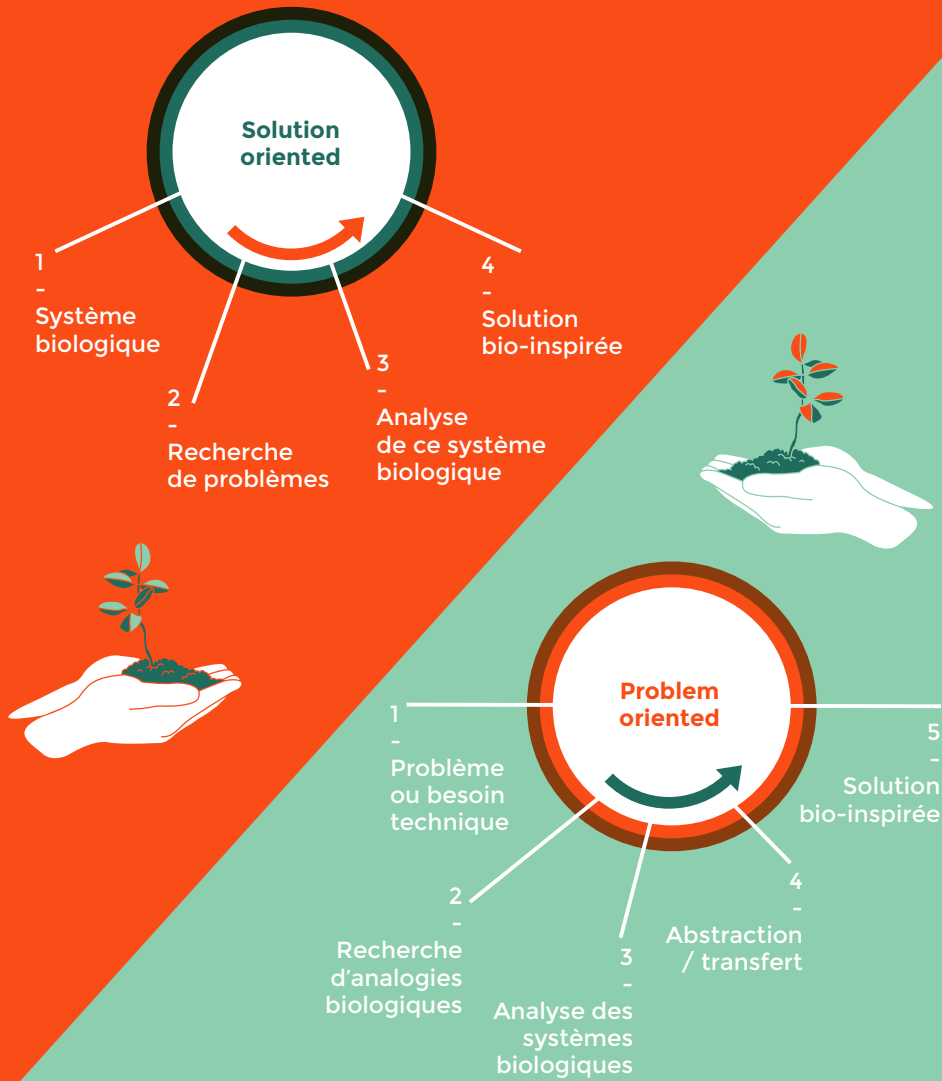 Solution
oriented
1
-
Système
biologique
2
-
Recherche
de problèmes
3
-
Analyse
de ce système
biologique
4
-
Solution
bio-inspirée
Problem
oriented
1
-
Problème
ou besoin
technique
2
-
Recherche
d'analogies
biologiques
3
-
Analyse des
systèmes
biologiques
4
-
Abstraction
/ transfert
5
-
Solution
bio-inspirée